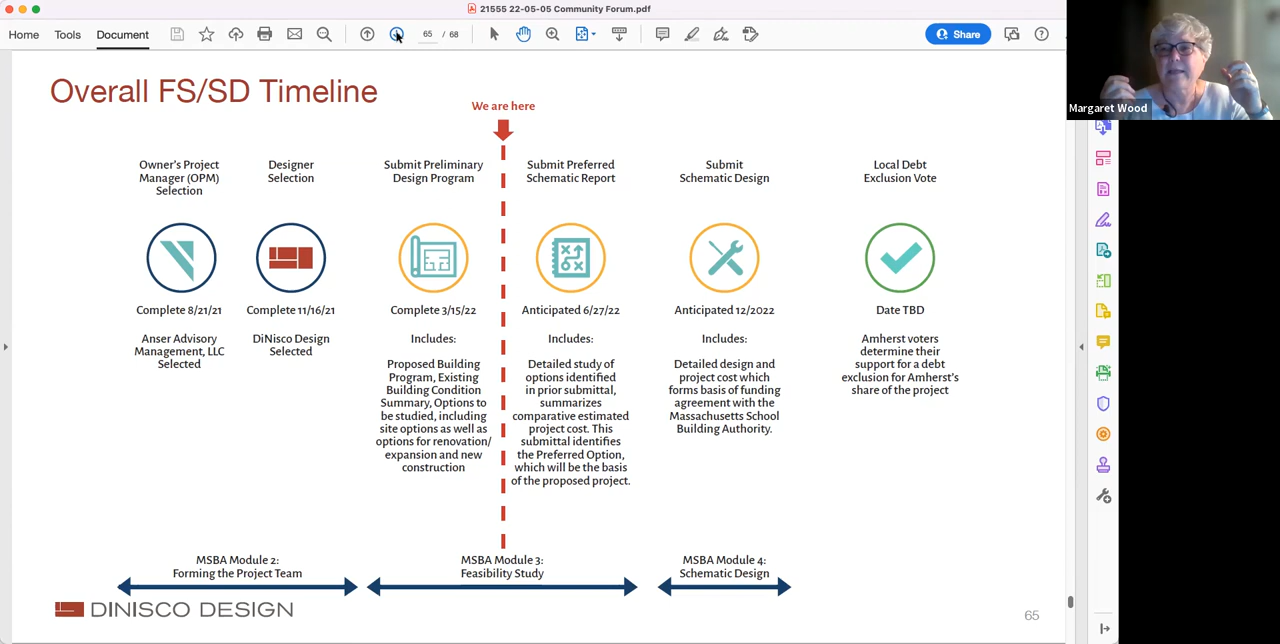 21555 22-05-05 Community Forum.pdf
Home Tools Document
65 / 68
Share
Margaret Wood
Overall FS/SD Timeline
We are here
Owner's Project
Manager (OPM)
Selection
Complete 8/21/21
Anser Advisory
Management, LLC
Selected
Designer
Selection
Complete 11/16/21
DiNisco Design
Selected
Submit Preliminary
Design Program
Complete 3/15/22
Includes:
Proposed Building
Program, Existing
Building Condition
Summary, Options to
be studied, including
site options as well as
options for renovation/
expansion and new
construction
Submit Preferred
Schematic Report
Anticipated 6/27/22
Includes:
Detailed study of
options identified
in prior submittal,
summarizes
comparative estimated
project cost. This
submittal identifies
the Preferred Option,
which will be the basis
of the proposed project.
Submit
Schematic Design
Anticipated 12/2022
Includes:
Detailed design and
project cost which
forms basis of funding
agreement with the
Massachusetts School
Building Authority.
Local Debt
Exclusion Vote
Date TBD
Amherst voters
determine their
support for a debt
exclusion for Amherst's
share of the project
MSBA Module 2:
Forming the Project Team
MSBA Module 3:
Feasibility Study
MSBA Module 4:
Schematic Design
DINISCO DESIGN
65